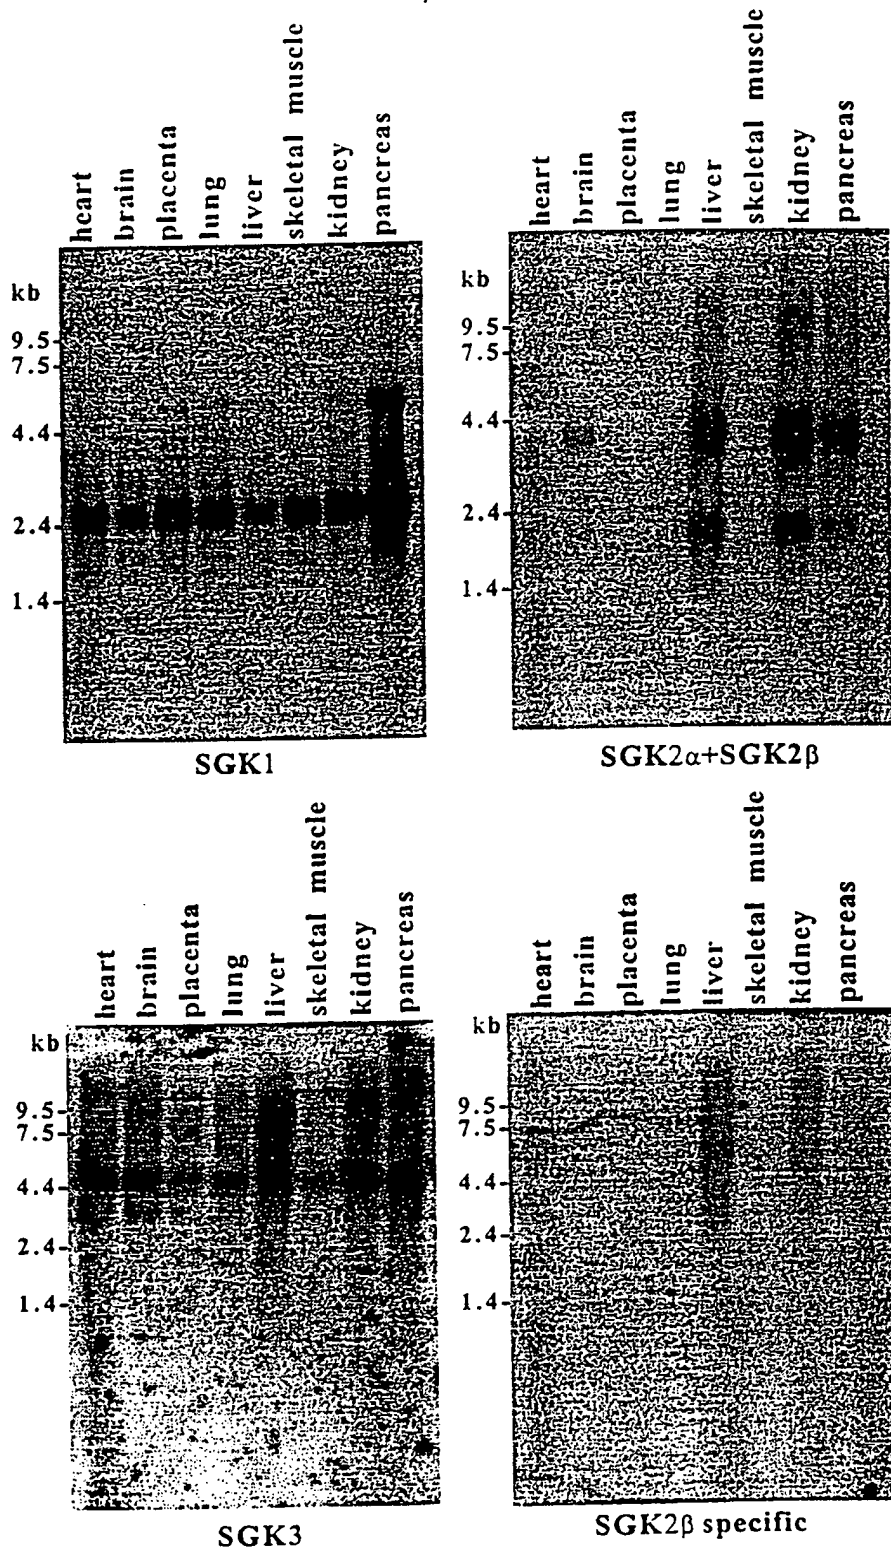 heart brain placenta lung liver skeletal muscle kidney pancreas
kb
9.5
7.5
4.4
2.4
1.4
SGK1
heart brain placenta lung liver skeletal muscle kidney pancreas
kb
9.5
7.5
4.4
2.4
1.4
SGK2α+SGK2β
heart brain placenta lung liver skeletal muscle kidney pancreas
kb
9.5
7.5
4.4
2.4
1.4
SGK3
heart brain placenta lung liver skeletal muscle kidney pancreas
kb
9.5
7.5
4.4
2.4
1.4
SGK2β specific